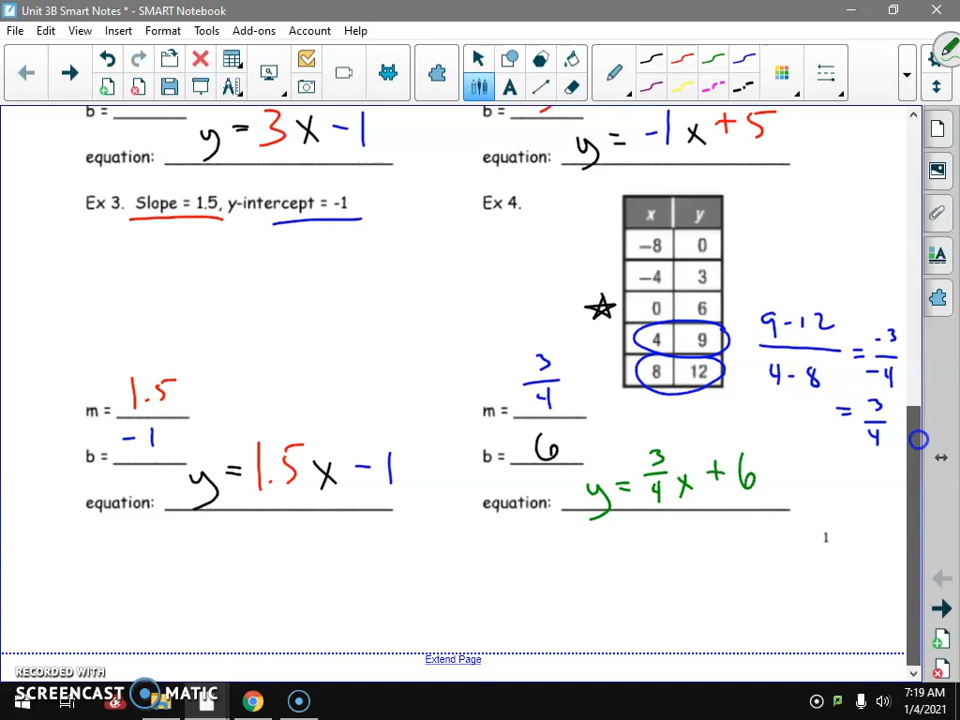 Unit 3B Smart Notes * - SMART Notebook
File Edit View Insert Format Tools Add-ons Account Help
b = y = 3x -1
equation:
b = y = -1x +5
equation:
Ex 3. Slope = 1.5, y-intercept = -1
m = 1.5
b = -1
y = 1.5x -1
equation:
Ex 4.
x y
-8 0
-4 3
0 6
4 9
8 12
9-12 / 4-8 = -3/-4
= 3/4
m = 3/4
b = 6
y = 3/4 x + 6
equation:
1
Extend Page
RECORDED WITH
SCREENCAST MATIC
7:19 AM
1/4/2021